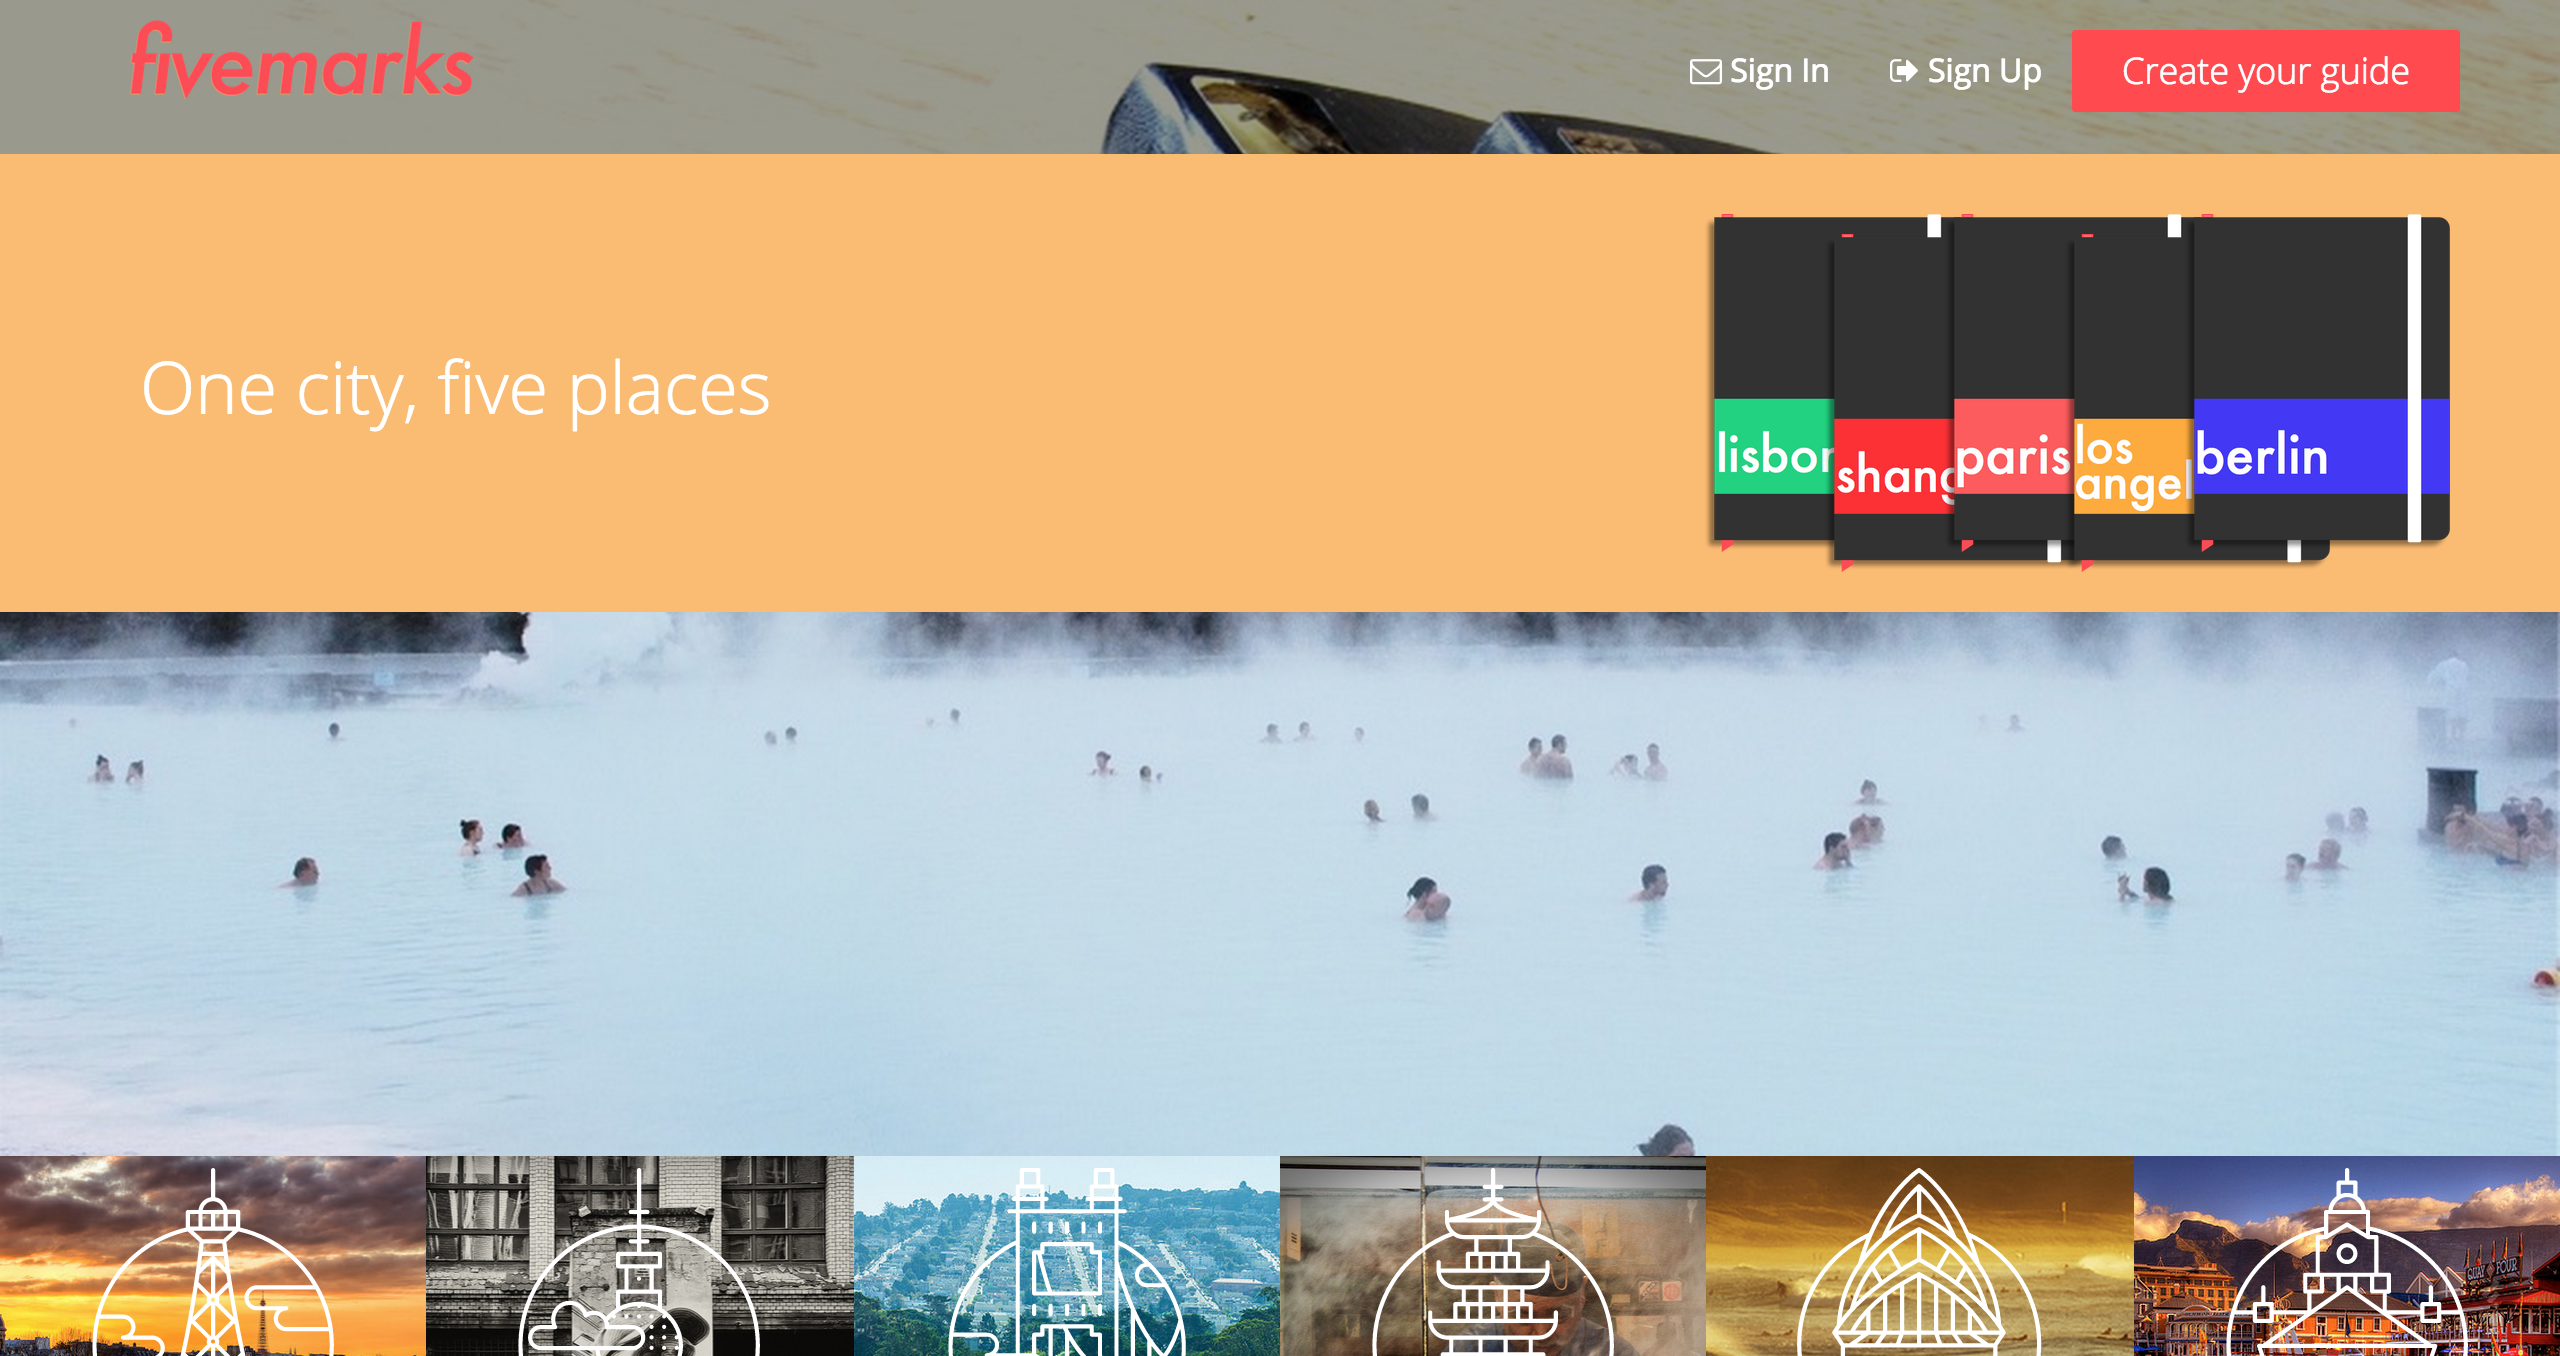 fivemarks
Sign In
Sign Up
Create your guide
One city, five places
lisbon
shang
paris
los
angel
berlin
QUAY FOUR